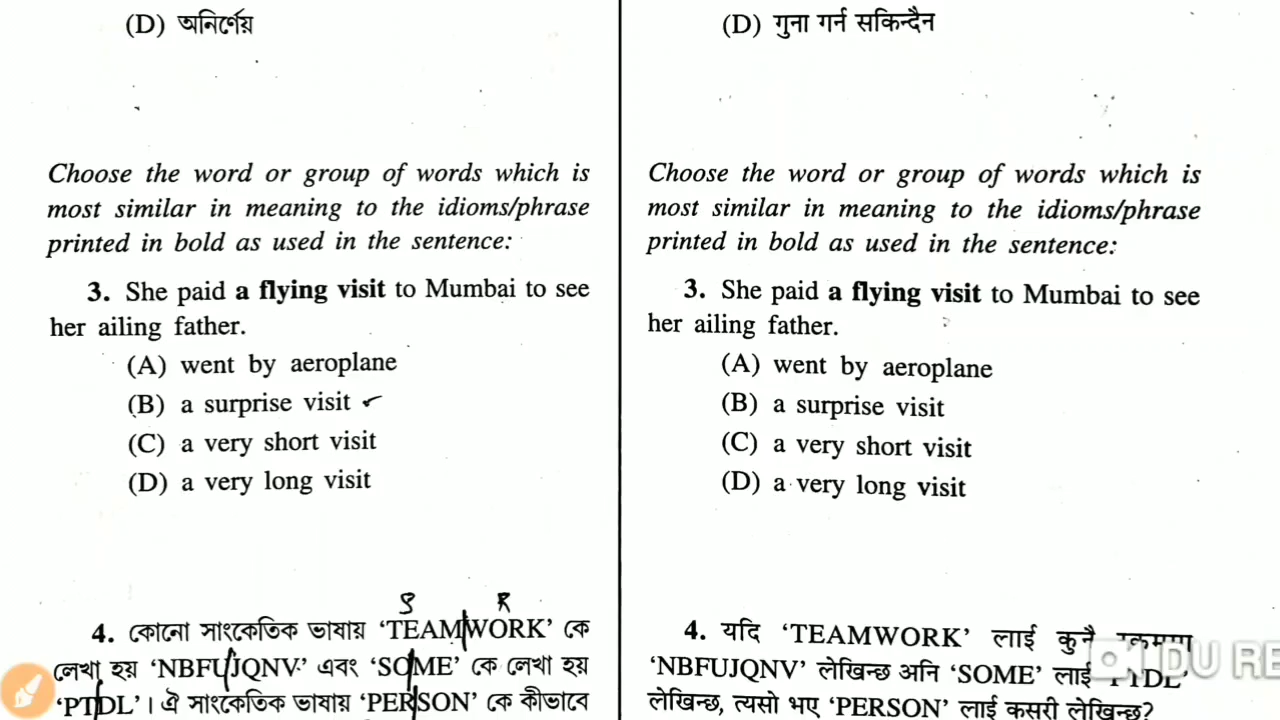 (D) অনির্ণেয়
Choose the word or group of words which is
most similar in meaning to the idioms/phrase
printed in bold as used in the sentence:
3. She paid a flying visit to Mumbai to see
her ailing father.
(A) went by aeroplane
(B) a surprise visit
(C) a very short visit
(D) a very long visit
S R
4. কোনো সাংকেতিক ভাষায় ‘TEAMWORK’ কে
লেখা হয় ‘NBFUJQNV’ এবং ‘SOME’ কে লেখা হয়
‘PTDL’। ঐ সাংকেতিক ভাষায় ‘PERSON’ কে কীভাবে
(D) गुना गर्न सकिन्दैन
Choose the word or group of words which is
most similar in meaning to the idioms/phrase
printed in bold as used in the sentence:
3. She paid a flying visit to Mumbai to see
her ailing father.
(A) went by aeroplane
(B) a surprise visit
(C) a very short visit
(D) a very long visit
4. यदि ‘TEAMWORK’ लाई कुनै
‘NBFUJQNV’ लेखिन्छ अनि ‘SOME’ लाई ‘PTDL’
लेखिन्छ, त्यसो भए ‘PERSON’ लाई कसरी लेखिन्छ?
DU RE